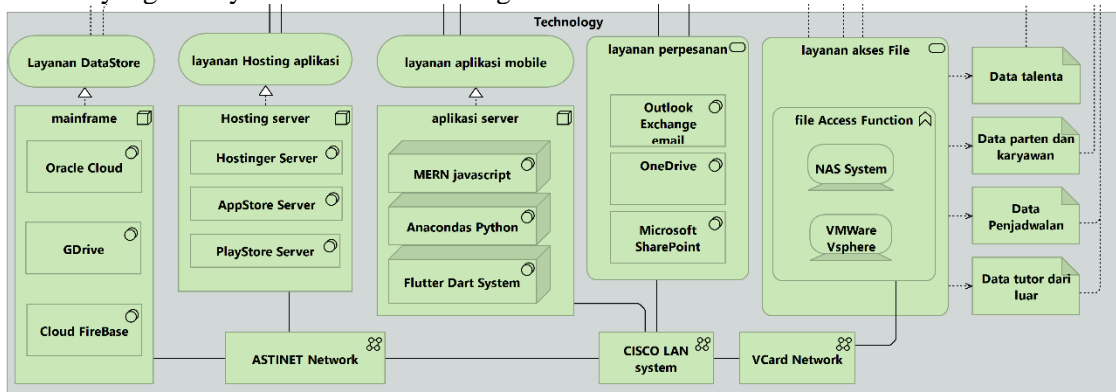 Technology
Layanan DataStore
layanan Hosting aplikasi
layanan aplikasi mobile
layanan perpesanan
layanan akses File
mainframe
Oracle Cloud
GDrive
Cloud FireBase
Hosting server
Hostinger Server
AppStore Server
PlayStore Server
aplikasi server
MERN javascript
Anacondas Python
Flutter Dart System
Outlook
Exchange
email
OneDrive
Microsoft
SharePoint
file Access Function
NAS System
VMWare
Vsphere
Data talenta
Data parten dan
karyawan
Data
Penjadwalan
Data tutor dari
luar
ASTINET Network
CISCO LAN
system
VCard Network